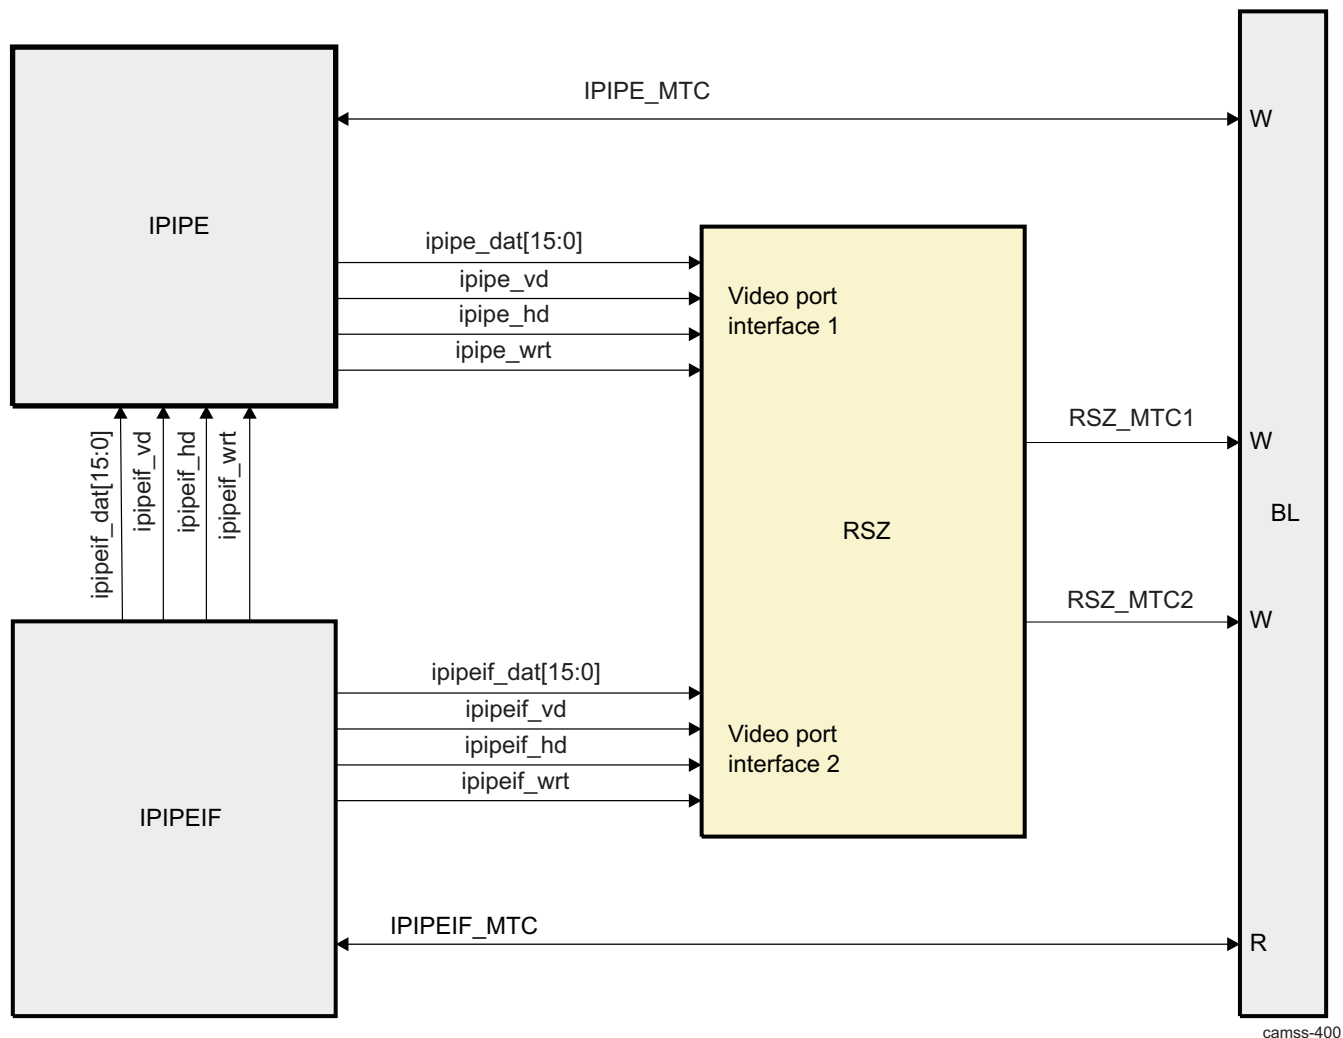 IPIPE_MTC
W
IPIPE
ipipe_dat[15:0]
ipipe_vd
ipipe_hd
ipipe_wrt
Video port
interface 1
ipipeif_dat[15:0]
ipipeif_vd
ipipeif_hd
ipipeif_wrt
RSZ_MTC1
W
BL
RSZ
RSZ_MTC2
W
ipipeif_dat[15:0]
ipipeif_vd
ipipeif_hd
ipipeif_wrt
Video port
interface 2
IPIPEIF
IPIPEIF_MTC
R
camss-400